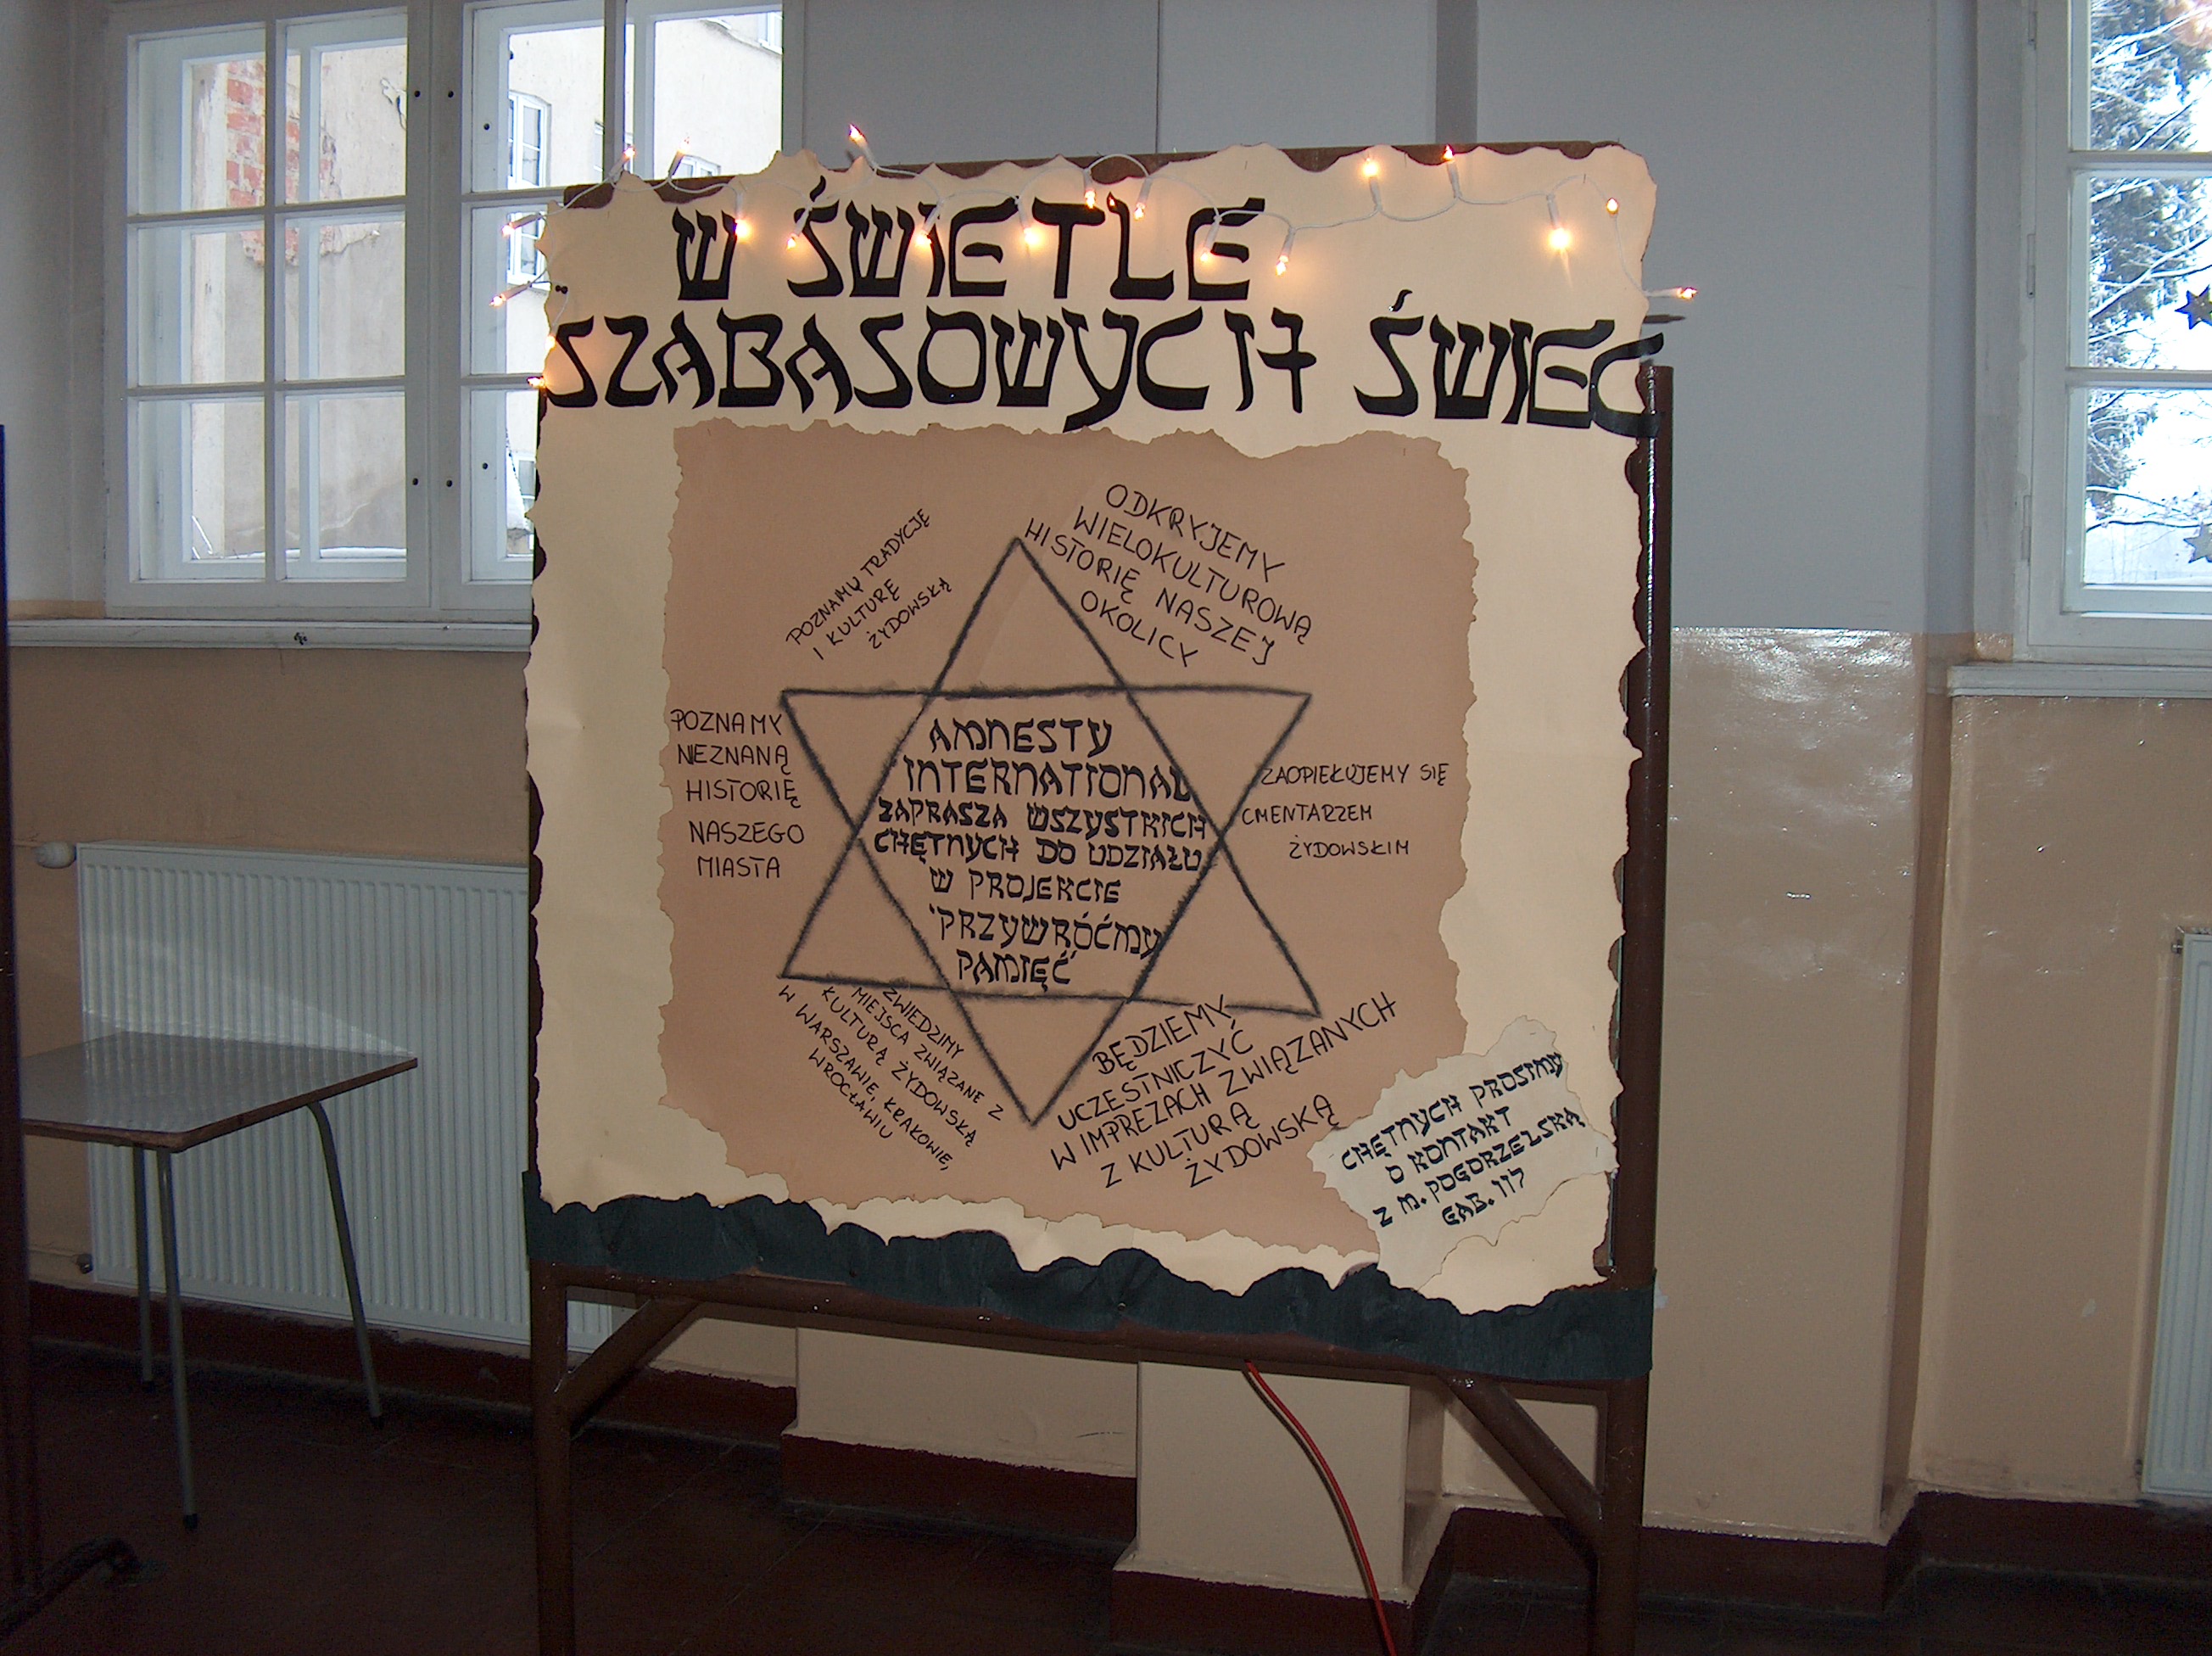 W ŚWIETLE
SZABASOWYCH ŚWIEC
POZNAMY TRADYCJĘ
I KULTURĘ
ŻYDOWSKĄ
ODKRYJEMY
WIELOKULTUROWĄ
HISTORIĘ NASZEJ
OKOLICY
POZNAMY
NIEZNANĄ
HISTORIĘ
NASZEGO
MIASTA
AMNESTY
INTERNATIONAL
ZAPRASZA WSZYSTKICH
CHĘTNYCH DO UDZIAŁU
W PROJEKCIE
"PRZYWRÓĆMY
PAMIĘĆ"
ZAOPIEKUJEMY SIĘ
CMENTARZEM
ŻYDOWSKIM
ZWIEDZIMY
MIEJSCA ZWIĄZANE Z
KULTURĄ ŻYDOWSKĄ
W WARSZAWIE, KRAKOWIE,
WROCŁAWIU
BĘDZIEMY
UCZESTNICZYĆ
W IMPREZACH ZWIĄZANYCH
Z KULTURĄ
ŻYDOWSKĄ
CHĘTNYCH PROSIMY
O KONTAKT
Z M. POGORZELSKĄ
GAB. 117